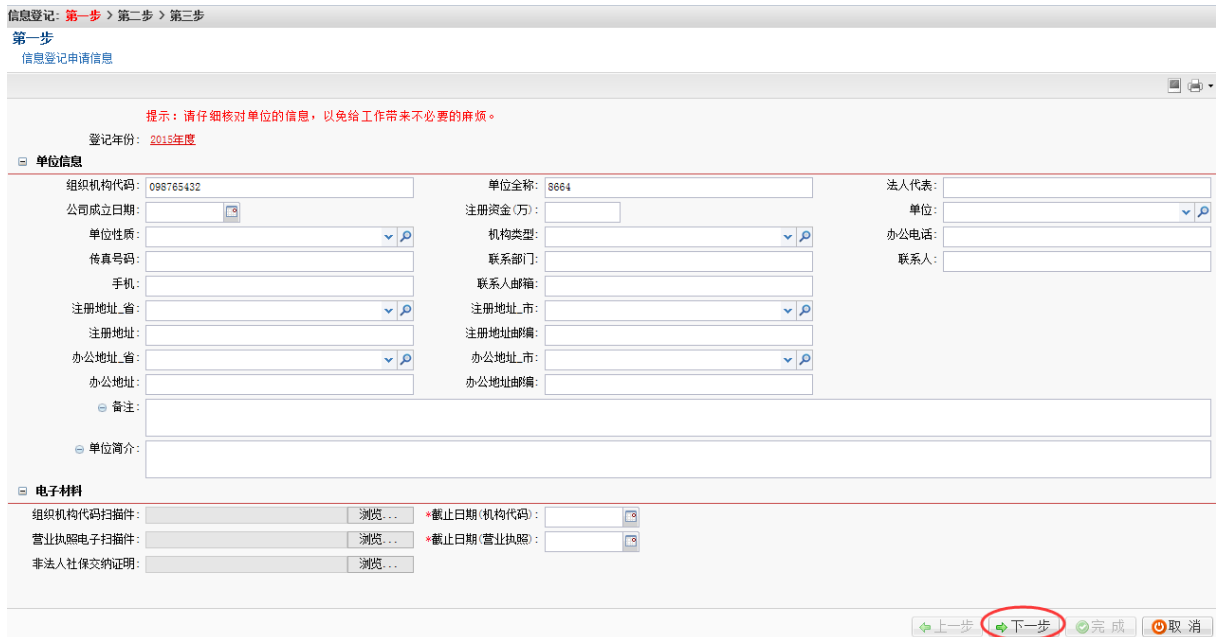 信息登记: 第一步 > 第二步 > 第三步
第一步
信息登记申请信息
提示：请仔细核对单位的信息，以免给工作带来不必要的麻烦。
登记年份: 2015年度
单位信息
组织机构代码: 098765432 单位全称: 8664 法人代表:
公司成立日期: 注册资金(万): 单位:
单位性质: 机构类型: 办公电话:
传真号码: 联系部门: 联系人:
手机: 联系人邮箱:
注册地址_省: 注册地址_市:
注册地址: 注册地址邮编:
办公地址_省: 办公地址_市:
办公地址: 办公地址邮编:
备注:
单位简介:
电子材料
组织机构代码扫描件: 浏览... *截止日期(机构代码):
营业执照电子扫描件: 浏览... *截止日期(营业执照):
非法人社保交纳证明: 浏览...
上一步 下一步 完成 取消